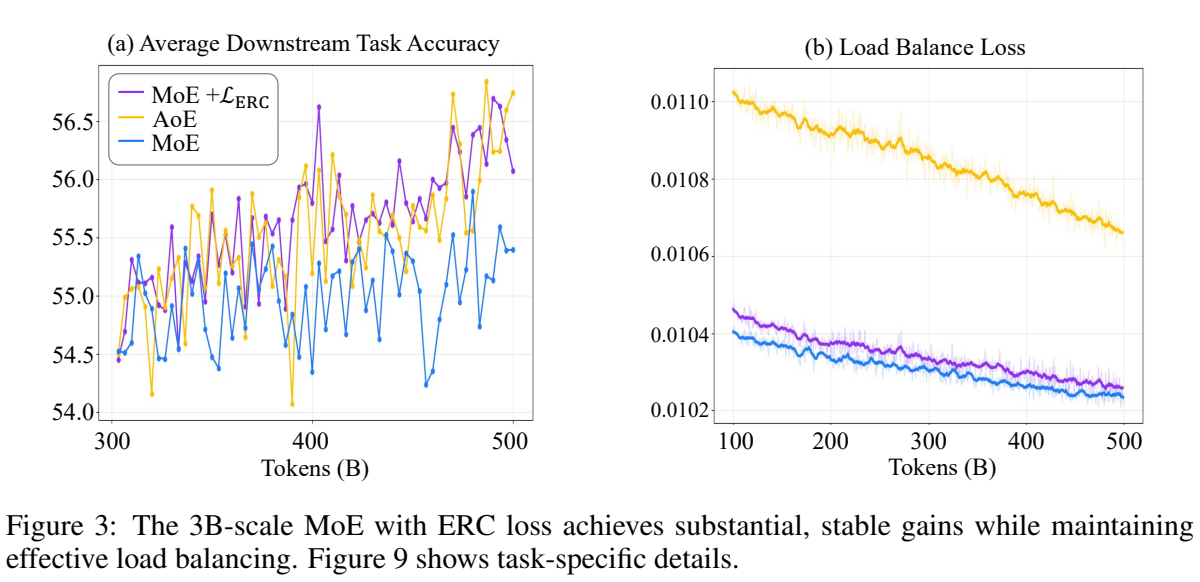 (a) Average Downstream Task Accuracy
MoE +ℒERC
AoE
MoE
56.5
56.0
55.5
55.0
54.5
54.0
300 400 500
Tokens (B)
(b) Load Balance Loss
0.0110
0.0108
0.0106
0.0104
0.0102
100 200 300 400 500
Tokens (B)
Figure 3: The 3B-scale MoE with ERC loss achieves substantial, stable gains while maintaining
effective load balancing. Figure 9 shows task-specific details.